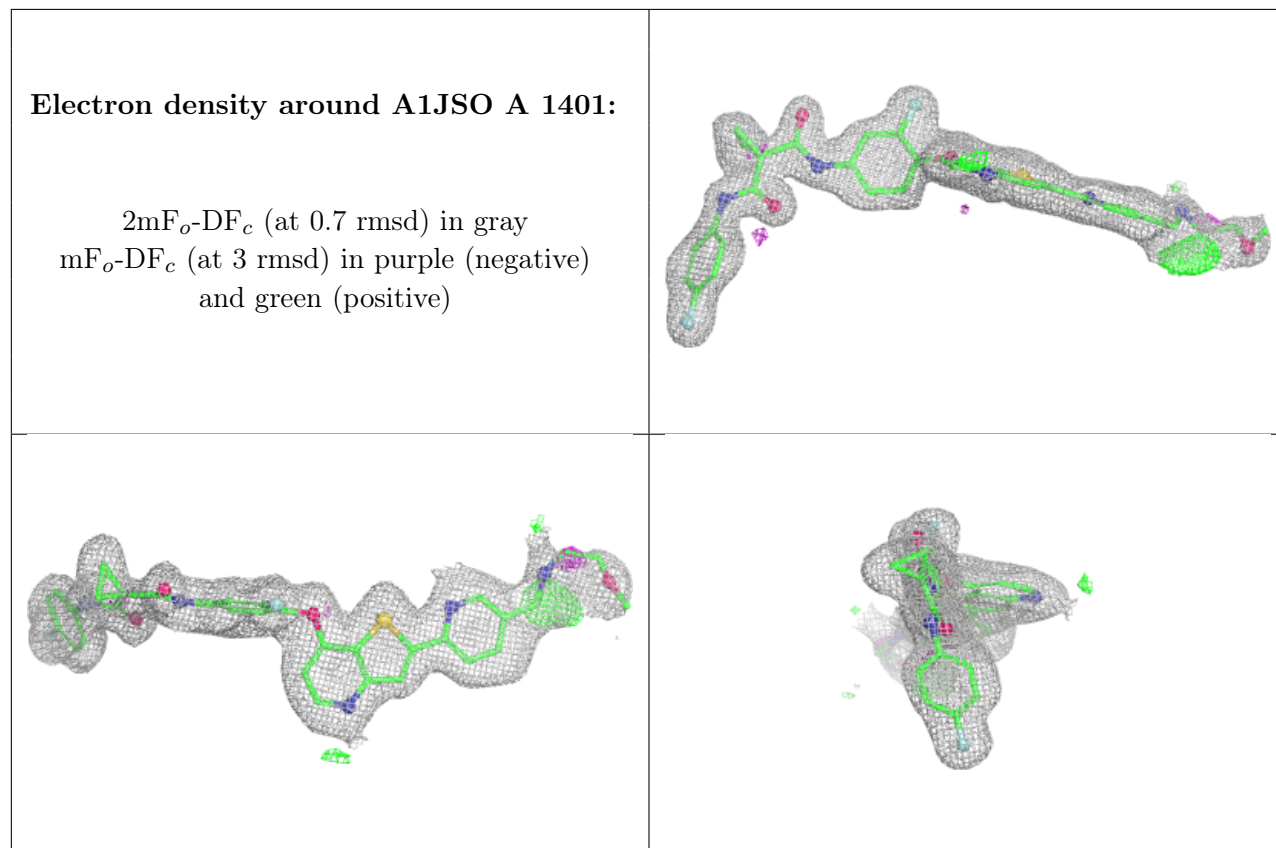 Electron density around A1JSO A 1401:
2mFo-DFc (at 0.7 rmsd) in gray
mFo-DFc (at 3 rmsd) in purple (negative)
and green (positive)